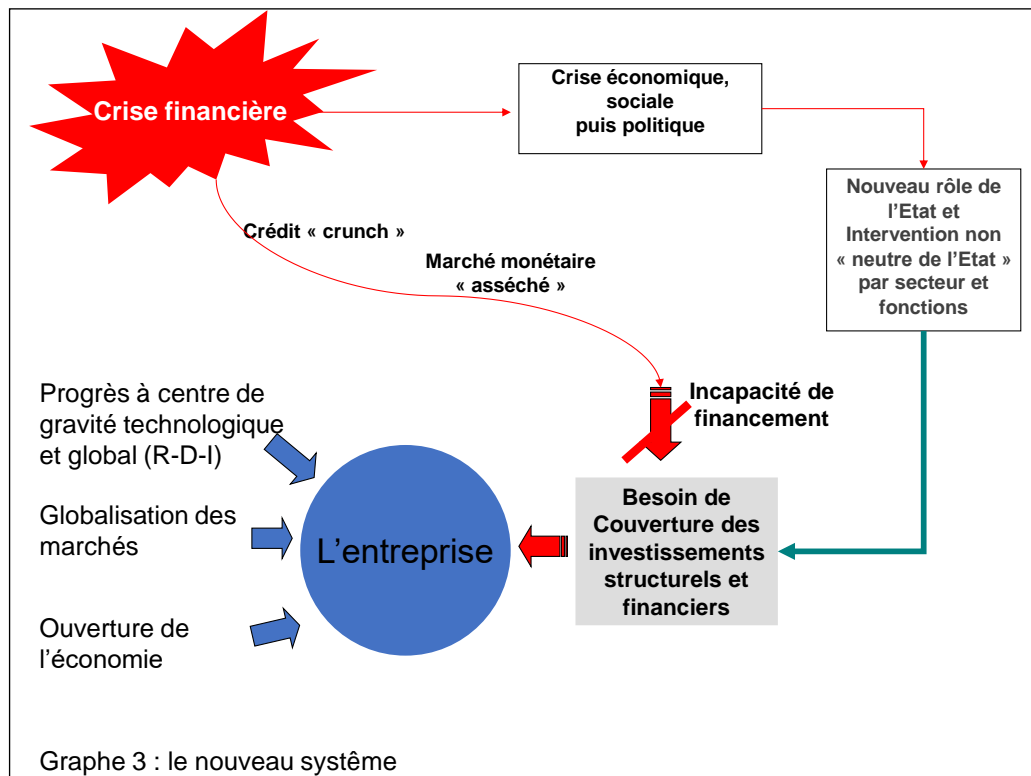 Crise financière
Crise économique,
sociale
puis politique
Nouveau rôle de
l’Etat et
Intervention non
« neutre de l’Etat »
par secteur et
fonctions
Crédit « crunch »
Marché monétaire
« asséché »
Incapacité de
financement
Progrès à centre de
gravité technologique
et global (R-D-I)
Globalisation des
marchés
Ouverture de
l’économie
L’entreprise
Besoin de
Couverture des
investissements
structurels et
financiers
Graphe 3 : le nouveau systême